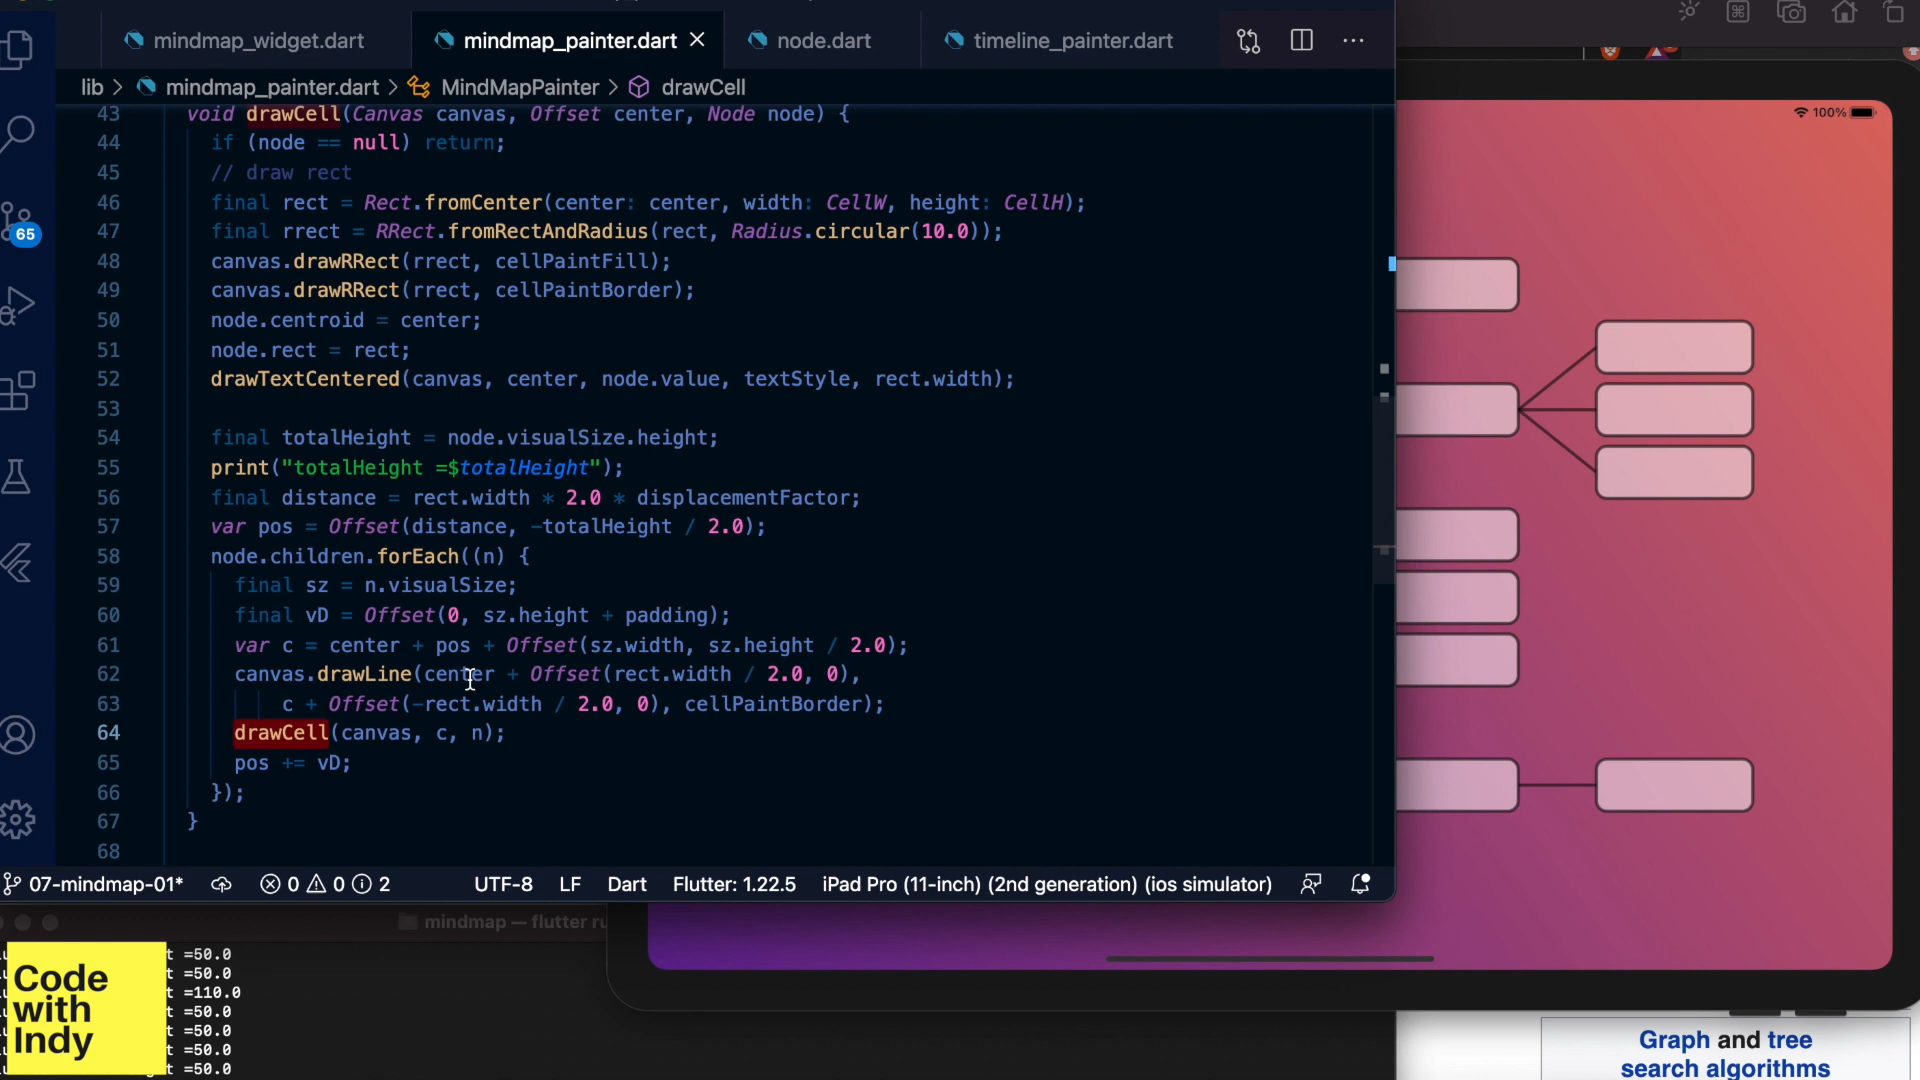 mindmap_widget.dart
mindmap_painter.dart
node.dart
timeline_painter.dart
lib > mindmap_painter.dart > MindMapPainter > drawCell
43 void drawCell(Canvas canvas, Offset center, Node node) {
44 if (node == null) return;
45 // draw rect
46 final rect = Rect.fromCenter(center: center, width: CellW, height: CellH);
47 final rrect = RRect.fromRectAndRadius(rect, Radius.circular(10.0));
48 canvas.drawRRect(rrect, cellPaintFill);
49 canvas.drawRRect(rrect, cellPaintBorder);
50 node.centroid = center;
51 node.rect = rect;
52 drawTextCentered(canvas, center, node.value, textStyle, rect.width);
53
54 final totalHeight = node.visualSize.height;
55 print("totalHeight =$totalHeight");
56 final distance = rect.width * 2.0 * displacementFactor;
57 var pos = Offset(distance, -totalHeight / 2.0);
58 node.children.forEach((n) {
59 final sz = n.visualSize;
60 final vD = Offset(0, sz.height + padding);
61 var c = center + pos + Offset(sz.width, sz.height / 2.0);
62 canvas.drawLine(center + Offset(rect.width / 2.0, 0),
63 c + Offset(-rect.width / 2.0, 0), cellPaintBorder);
64 drawCell(canvas, c, n);
65 pos += vD;
66 });
67 }
68
65
100%
07-mindmap-01*
0 0 2
UTF-8
LF
Dart
Flutter: 1.22.5
iPad Pro (11-inch) (2nd generation) (ios simulator)
mindmap — flutter ru
t =50.0
t =50.0
t =110.0
t =50.0
t =50.0
t =50.0
t =50.0
Code
with
Indy
Graph and tree
search algorithms